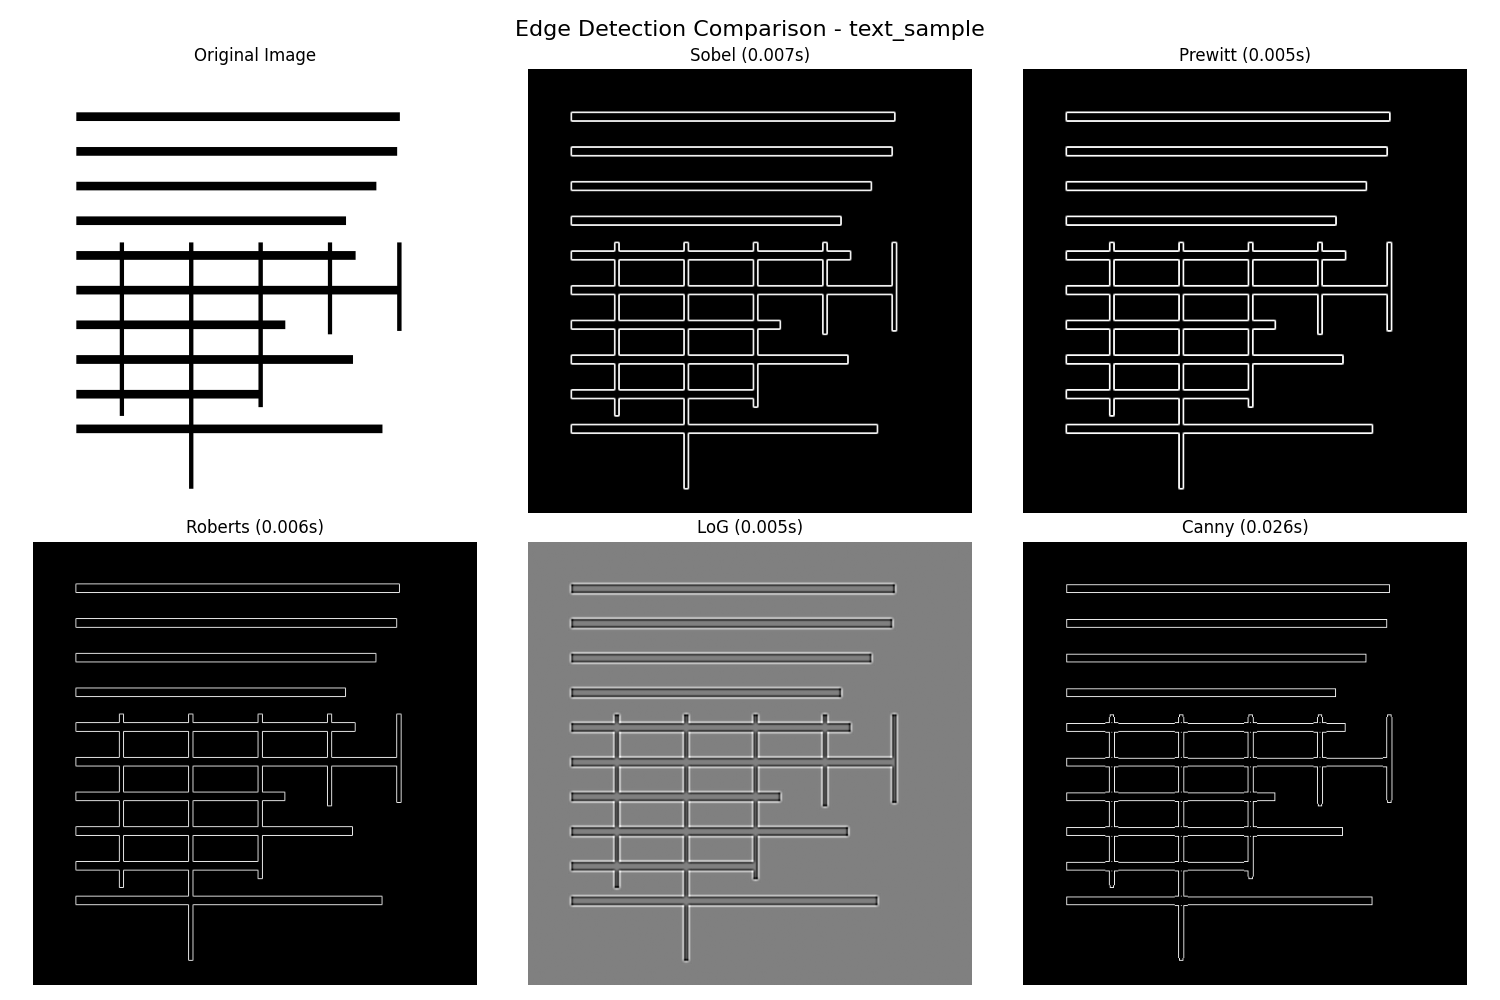 Edge Detection Comparison - text_sample
Original Image
Sobel (0.007s)
Prewitt (0.005s)
Roberts (0.006s)
LoG (0.005s)
Canny (0.026s)